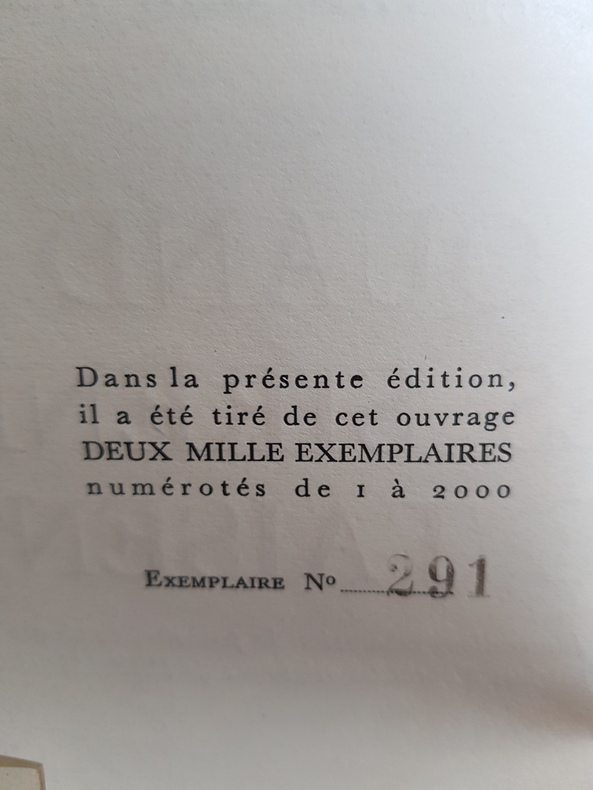 Dans la présente édition,
il a été tiré de cet ouvrage
DEUX MILLE EXEMPLAIRES
numérotés de 1 à 2000
EXEMPLAIRE Nº 291